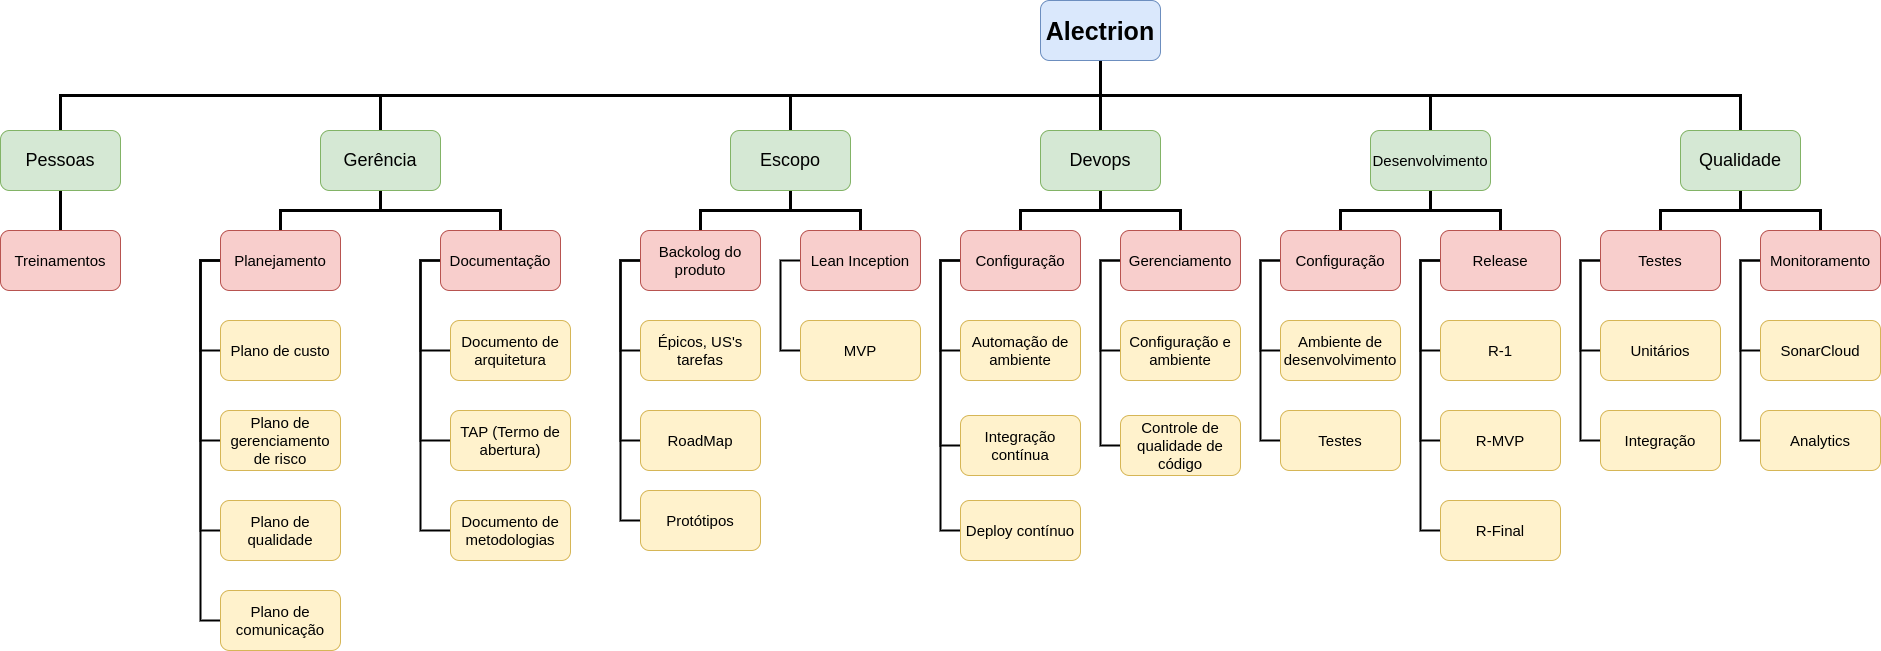 Alectrion
Pessoas
Gerência
Escopo
Devops
Desenvolvimento
Qualidade
Treinamentos
Planejamento
Documentação
Backolog do
produto
Lean Inception
Configuração
Gerenciamento
Configuração
Release
Testes
Monitoramento
Plano de custo
Documento de
arquitetura
Épicos, US's
tarefas
MVP
Automação de
ambiente
Configuração e
ambiente
Ambiente de
desenvolvimento
R-1
Unitários
SonarCloud
Plano de
gerenciamento
de risco
TAP (Termo de
abertura)
RoadMap
Integração
contínua
Controle de
qualidade de
código
Testes
R-MVP
Integração
Analytics
Plano de
qualidade
Documento de
metodologias
Protótipos
Deploy contínuo
R-Final
Plano de
comunicação